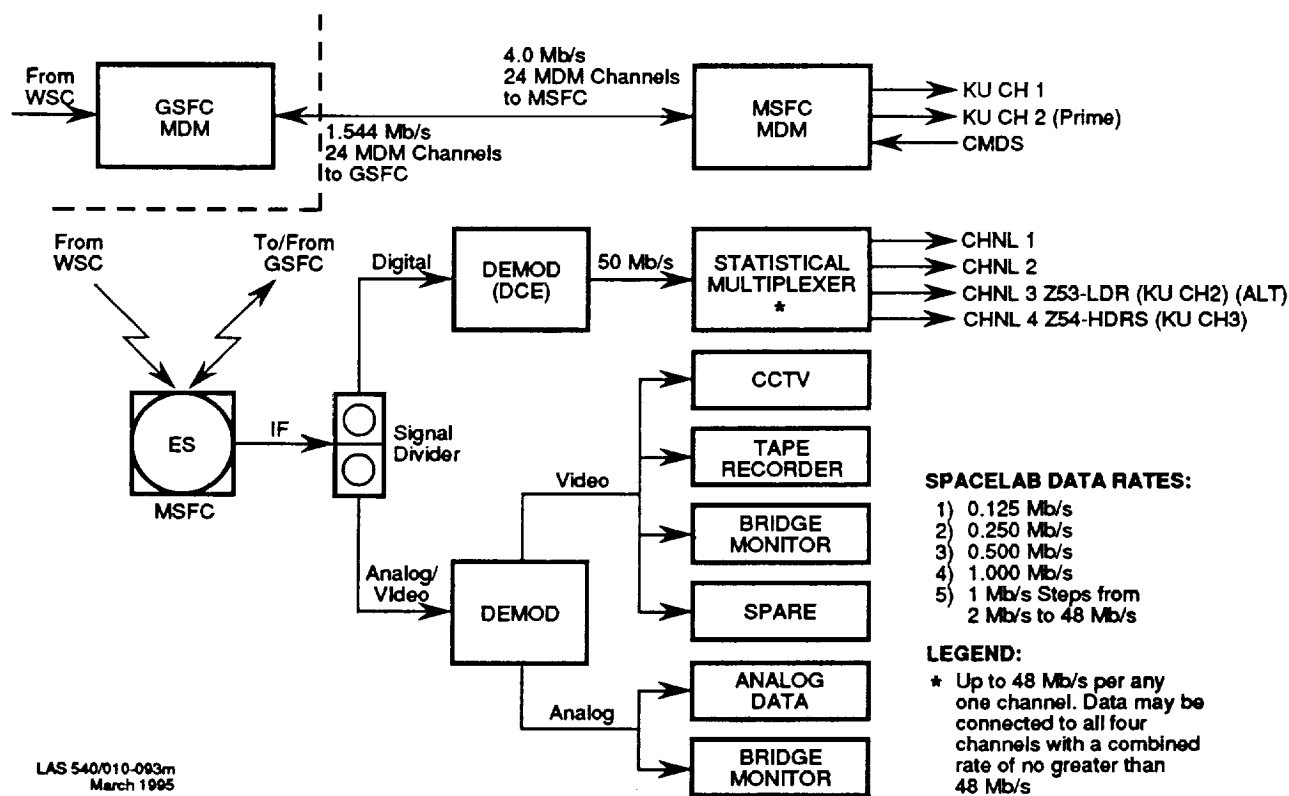 From
WSC
GSFC
MDM
4.0 Mb/s
24 MDM Channels
to MSFC
1.544 Mb/s
24 MDM Channels
to GSFC
MSFC
MDM
KU CH 1
KU CH 2 (Prime)
CMDS
From
WSC
To/From
GSFC
Digital
DEMOD
(DCE)
50 Mb/s
STATISTICAL
MULTIPLEXER
*
CHNL 1
CHNL 2
CHNL 3 Z53-LDR (KU CH2) (ALT)
CHNL 4 Z54-HDRS (KU CH3)
ES
MSFC
IF
Signal
Divider
Analog/
Video
DEMOD
Video
CCTV
TAPE
RECORDER
BRIDGE
MONITOR
SPARE
Analog
ANALOG
DATA
BRIDGE
MONITOR
SPACELAB DATA RATES:
1) 0.125 Mb/s
2) 0.250 Mb/s
3) 0.500 Mb/s
4) 1.000 Mb/s
5) 1 Mb/s Steps from
2 Mb/s to 48 Mb/s
LEGEND:
* Up to 48 Mb/s per any
one channel. Data may be
connected to all four
channels with a combined
rate of no greater than
48 Mb/s
LAS 540/010-093m
March 1995